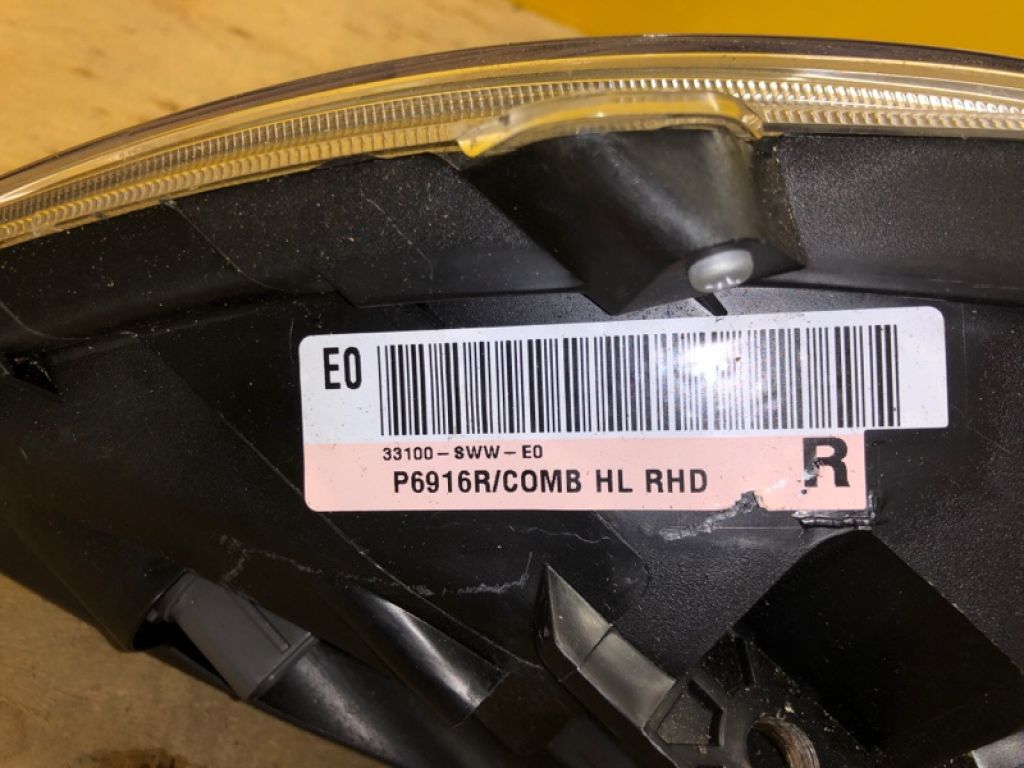 E0
33100-SWW-E0
P6916R/COMB HL RHD
R